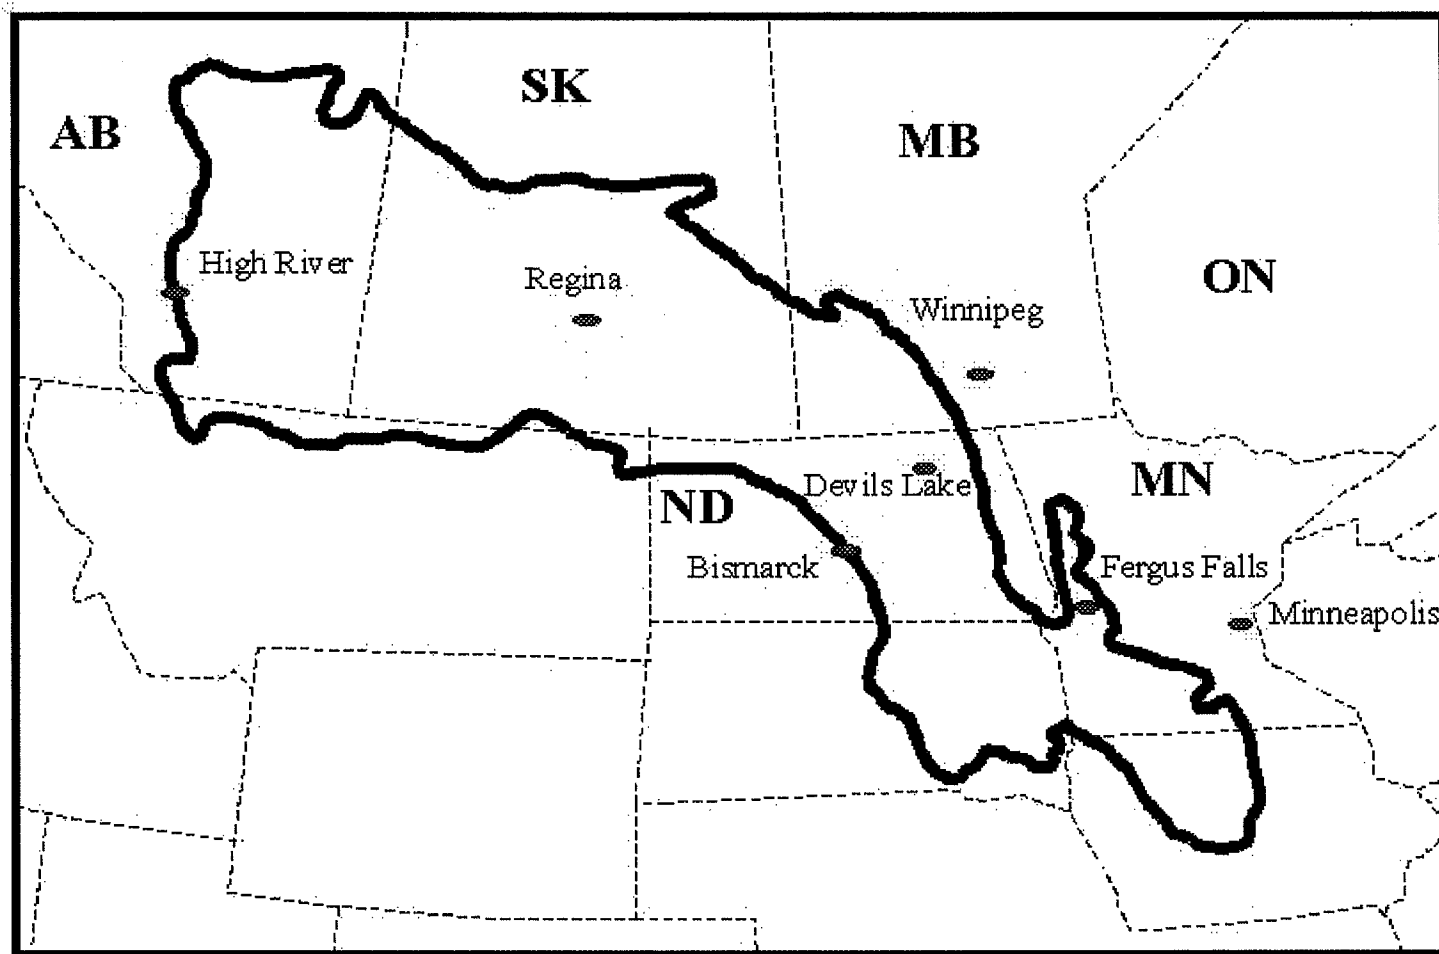 SK
AB
MB
High River
Regina
ON
Winnipeg
Devils Lake
MN
ND
Bismarck
Fergus Falls
Minneapolis